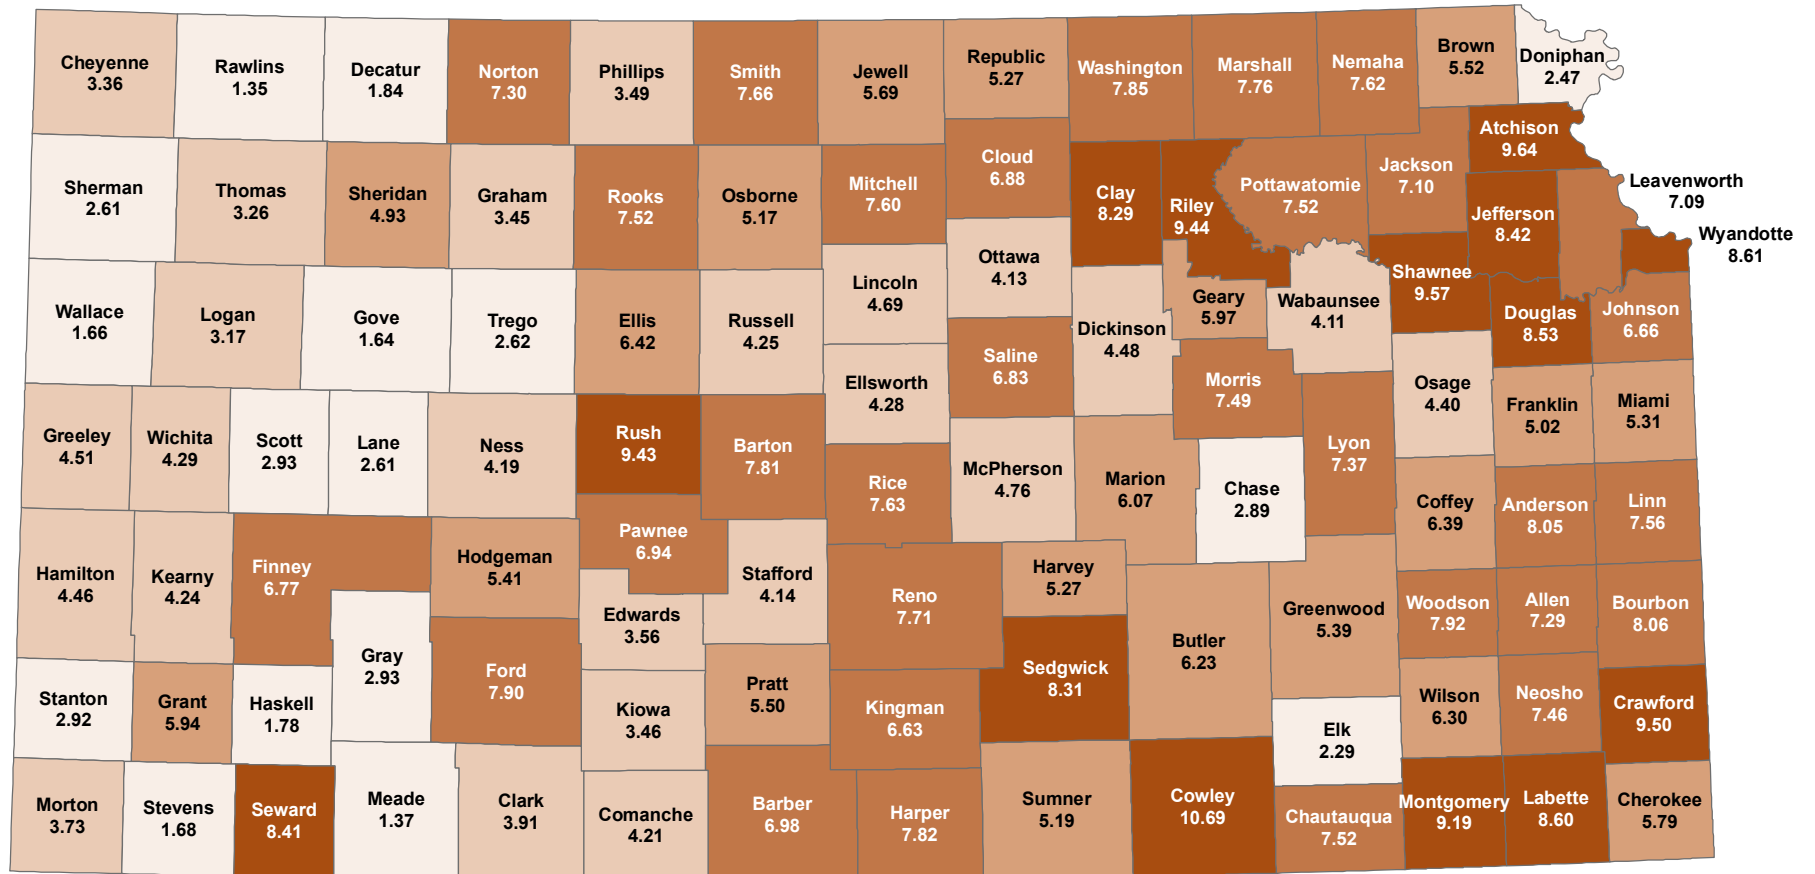 Cheyenne
3.36
Rawlins
1.35
Decatur
1.84
Norton
7.30
Phillips
3.49
Smith
7.66
Jewell
5.69
Republic
5.27
Washington
7.85
Marshall
7.76
Nemaha
7.62
Brown
5.52
Doniphan
2.47
Sherman
2.61
Thomas
3.26
Sheridan
4.93
Graham
3.45
Rooks
7.52
Osborne
5.17
Mitchell
7.60
Cloud
6.88
Clay
8.29
Riley
9.44
Pottawatomie
7.52
Jackson
7.10
Atchison
9.64
Jefferson
8.42
Leavenworth
7.09
Wyandotte
8.61
Wallace
1.66
Logan
3.17
Gove
1.64
Trego
2.62
Ellis
6.42
Russell
4.25
Lincoln
4.69
Ottawa
4.13
Dickinson
4.48
Geary
5.97
Wabaunsee
4.11
Shawnee
9.57
Douglas
8.53
Johnson
6.66
Ellsworth
4.28
Saline
6.83
Morris
7.49
Osage
4.40
Franklin
5.02
Miami
5.31
Greeley
4.51
Wichita
4.29
Scott
2.93
Lane
2.61
Ness
4.19
Rush
9.43
Barton
7.81
Rice
7.63
McPherson
4.76
Marion
6.07
Chase
2.89
Lyon
7.37
Coffey
6.39
Anderson
8.05
Linn
7.56
Hamilton
4.46
Kearny
4.24
Finney
6.77
Hodgeman
5.41
Pawnee
6.94
Stafford
4.14
Edwards
3.56
Reno
7.71
Harvey
5.27
Butler
6.23
Greenwood
5.39
Woodson
7.92
Allen
7.29
Bourbon
8.06
Gray
2.93
Ford
7.90
Stanton
2.92
Grant
5.94
Haskell
1.78
Kiowa
3.46
Pratt
5.50
Kingman
6.63
Sedgwick
8.31
Elk
2.29
Wilson
6.30
Neosho
7.46
Crawford
9.50
Morton
3.73
Stevens
1.68
Seward
8.41
Meade
1.37
Clark
3.91
Comanche
4.21
Barber
6.98
Harper
7.82
Sumner
5.19
Cowley
10.69
Chautauqua
7.52
Montgomery
9.19
Labette
8.60
Cherokee
5.79